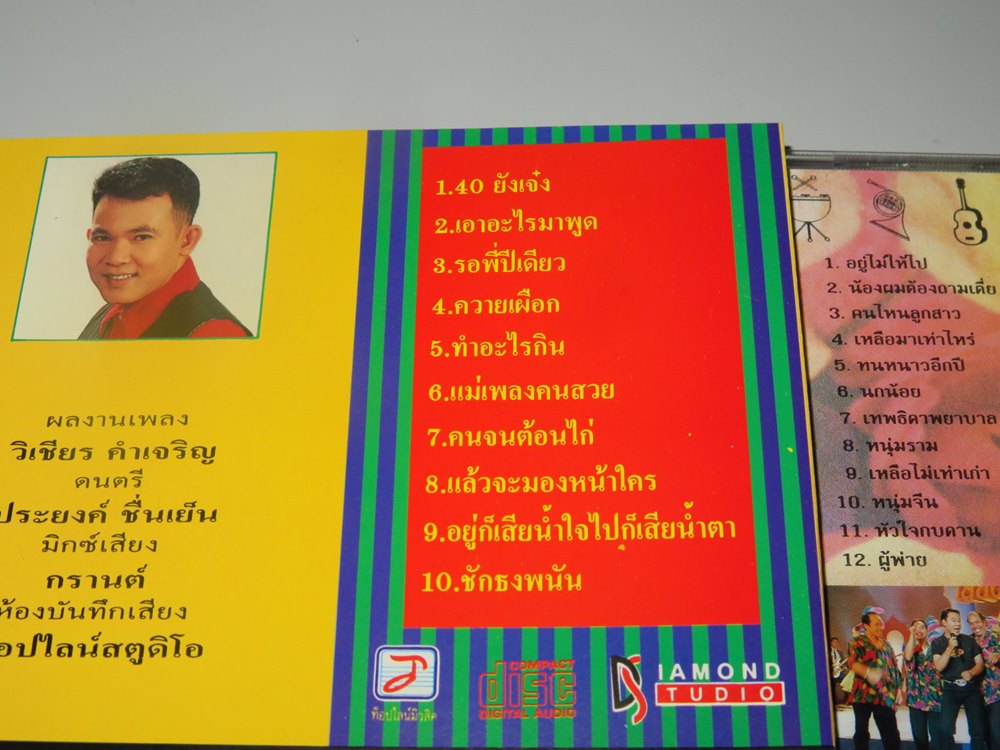 ผลงานเพลง
วิเชียร คำเจริญ
ดนตรี
ประยงค์ ชื่นเย็น
มิกซ์เสียง
กรานต์
ห้องบันทึกเสียง
อปไลน์สตูดิโอ
1.40 ยังเจ๋ง
2.เอาอะไรมาพูด
3.รอพี่ปีเดียว
4.ควายเผือก
5.ทำอะไรกิน
6.แม่เพลงคนสวย
7.คนจนต้อนไก่
8.แล้วจะมองหน้าใคร
9.อยู่ก็เสียน้ำใจไปก็เสียน้ำตา
10.ชักธงพนัน
ท็อปไลน์มิวสิค
COMPACT
disc
DIGITAL AUDIO
DIAMOND
STUDIO
1. อยู่ไม่ให้ไป
2. น้องผมต้องถามเดี่ย
3. คนไหนลูกสาว
4. เหลือมาเท่าไหร่
5. ทนหนาวอีกปี
6. นกน้อย
7. เทพธิดาพยาบาล
8. หนุ่มราม
9. เหลือไม่เท่าเก่า
10. หนุ่มจีน
11. หัวใจกบดาน
12. ผู้พ่าย